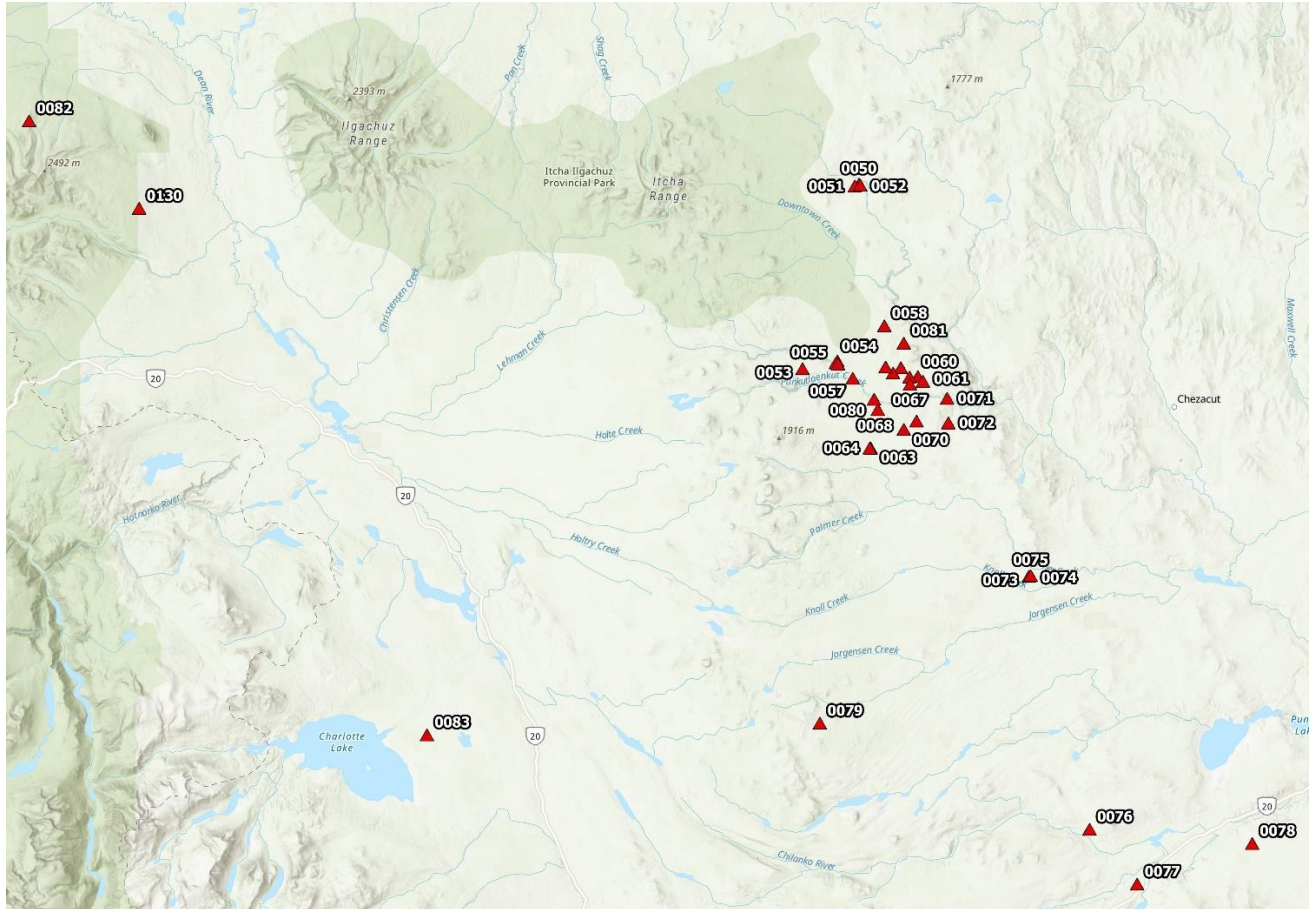 Pan Creek
Shag Creek
Dean River
2393 m
1777 m
0082
Ilgachuz
Range
2492 m
Itcha Ilgachuz
Provincial Park
Itcha
Range
0050
0051
0052
0130
Downtown
Creek
Christensen Creek
Maxwell Creek
0058
0081
Lehman Creek
0054
0055
0060
0053
0061
20
0057
0067
0071
Chezacut
0080
0068
0072
Holte Creek
1916 m
0070
0064
0063
20
Hotnarko River
Palmer Creek
Holtry Creek
0075
0073
0074
Knoll Creek
Jorgensen Creek
Jorgensen Creek
0079
0083
Charlotte
Lake
20
20
0076
0078
Chilanko River
0077